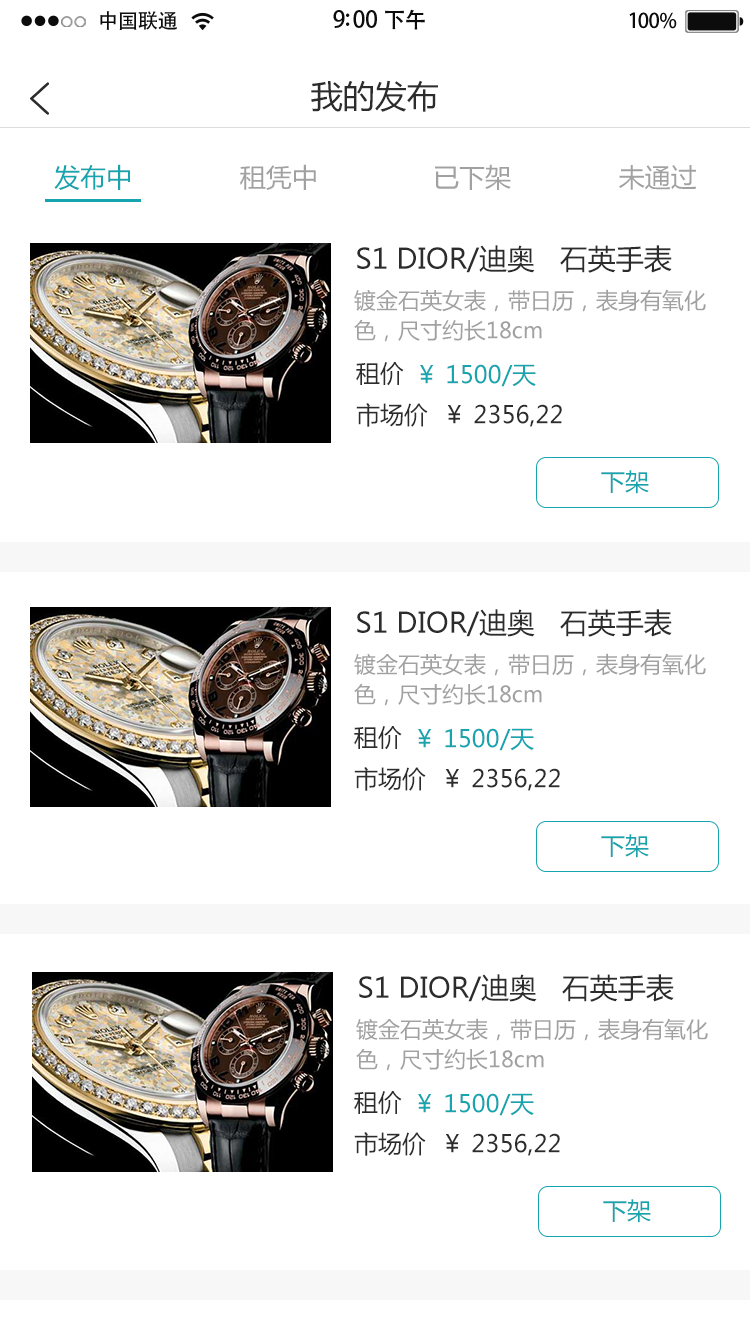 中国联通
9:00 下午
100%
我的发布
发布中 租凭中 已下架 未通过
ROLEX
ROLEX
S1 DIOR/迪奥 石英手表
镀金石英女表，带日历，表身有氧化
色，尺寸约长18cm
租价 ¥ 1500/天
市场价 ¥ 2356,22
下架
ROLEX
ROLEX
S1 DIOR/迪奥 石英手表
镀金石英女表，带日历，表身有氧化
色，尺寸约长18cm
租价 ¥ 1500/天
市场价 ¥ 2356,22
下架
ROLEX
ROLEX
S1 DIOR/迪奥 石英手表
镀金石英女表，带日历，表身有氧化
色，尺寸约长18cm
租价 ¥ 1500/天
市场价 ¥ 2356,22
下架